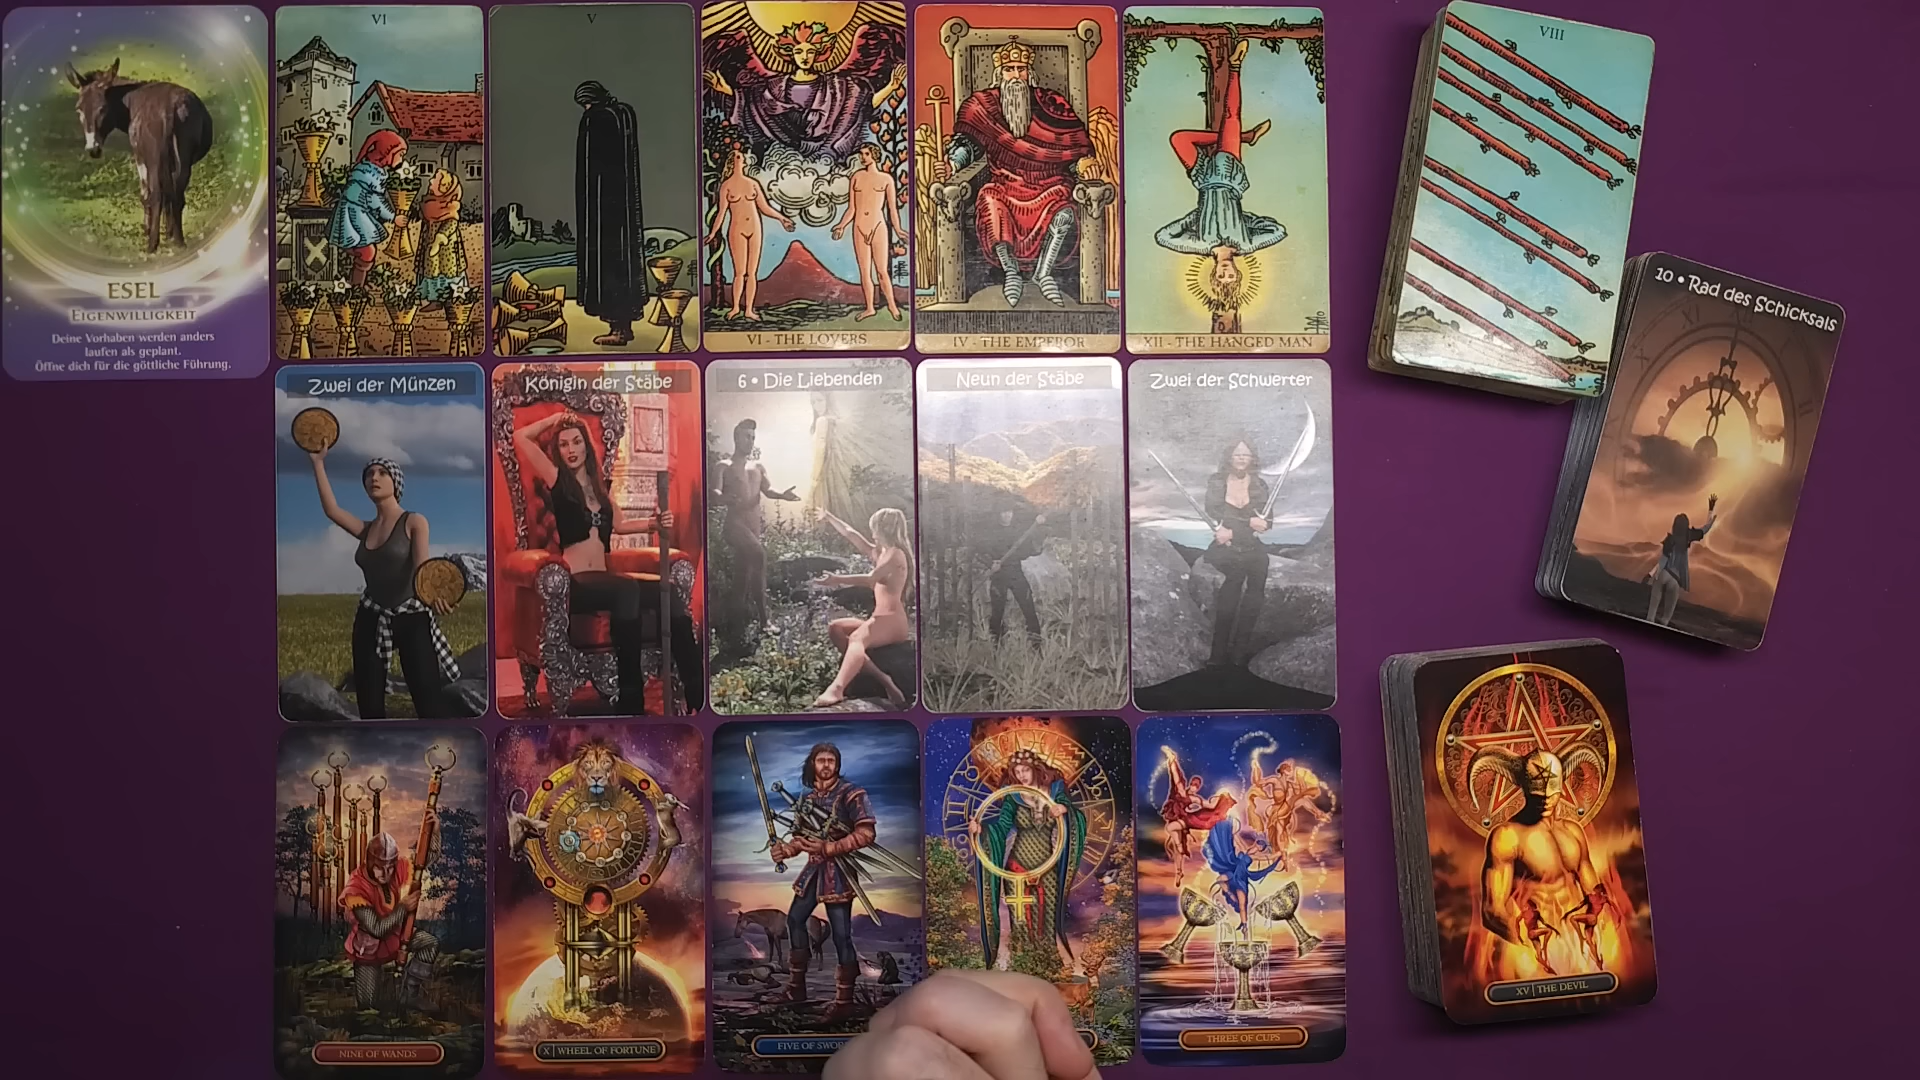 ESEL
EIGENWILLIGKEIT
Deine Vorhaben werden anders
laufen als geplant.
Öffne dich für die göttliche Führung.
VI
V
VI - THE LOVERS
IV - THE EMPEROR
XII - THE HANGED MAN
VIII
10 • Rad des Schicksals
Zwei der Münzen
Königin der Stäbe
6 • Die Liebenden
Neun der Stäbe
Zwei der Schwerter
NINE OF WANDS
X | WHEEL OF FORTUNE
FIVE OF
THREE OF CUPS
XV | THE DEVIL